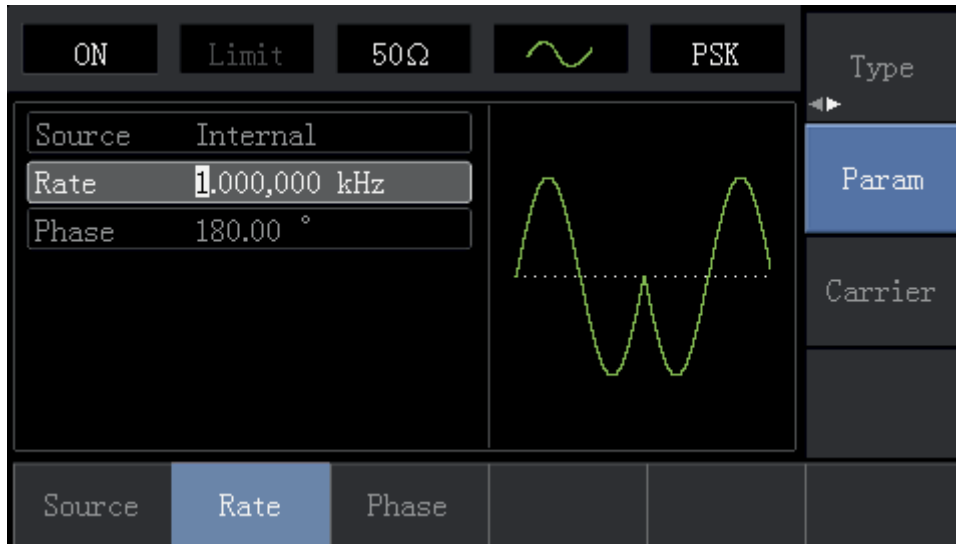 ON Limit 50Ω PSK
Type
Source Internal
Rate 1.000,000 kHz
Phase 180.00 °
Param
Carrier
Source Rate Phase